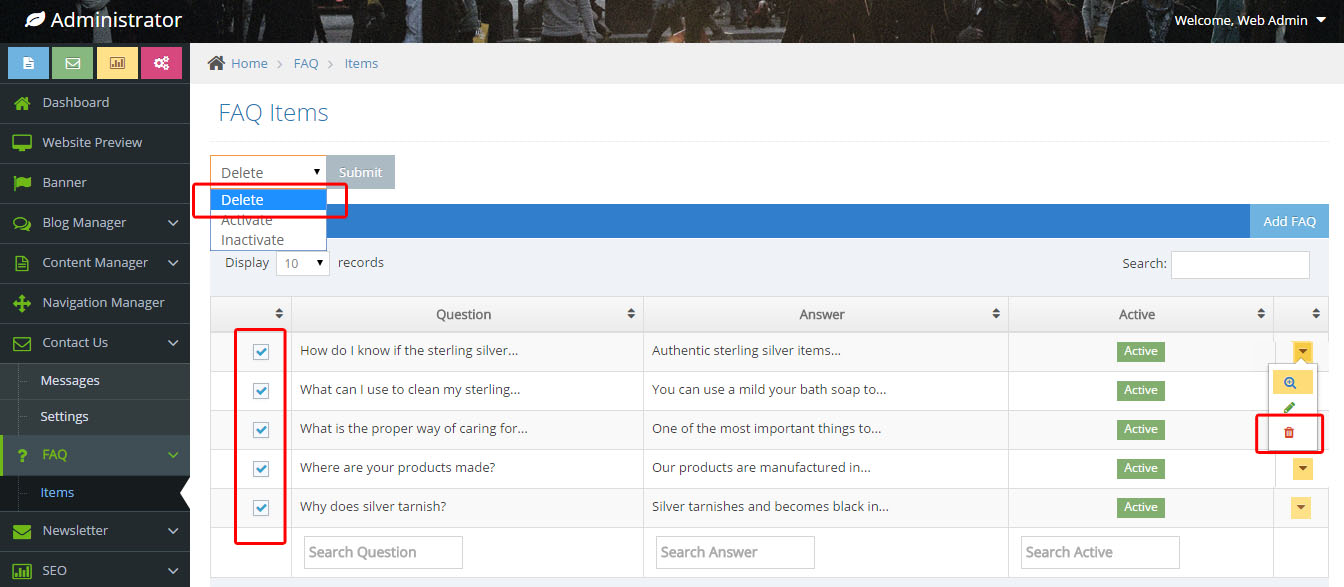 Administrator
Welcome, Web Admin
Home
FAQ
Items
Dashboard
Website Preview
Banner
Blog Manager
Content Manager
Navigation Manager
Contact Us
Messages
Settings
FAQ
Items
Newsletter
SEO
FAQ Items
Delete
Submit
Delete
Activate
Inactivate
Add FAQ
Display 10 records
Search:
Question Answer Active
How do I know if the sterling silver... Authentic sterling silver items... Active
What can I use to clean my sterling... You can use a mild your bath soap to... Active
What is the proper way of caring for... One of the most important things to... Active
Where are your products made? Our products are manufactured in... Active
Why does silver tarnish? Silver tarnishes and becomes black in... Active
Search Question Search Answer Search Active